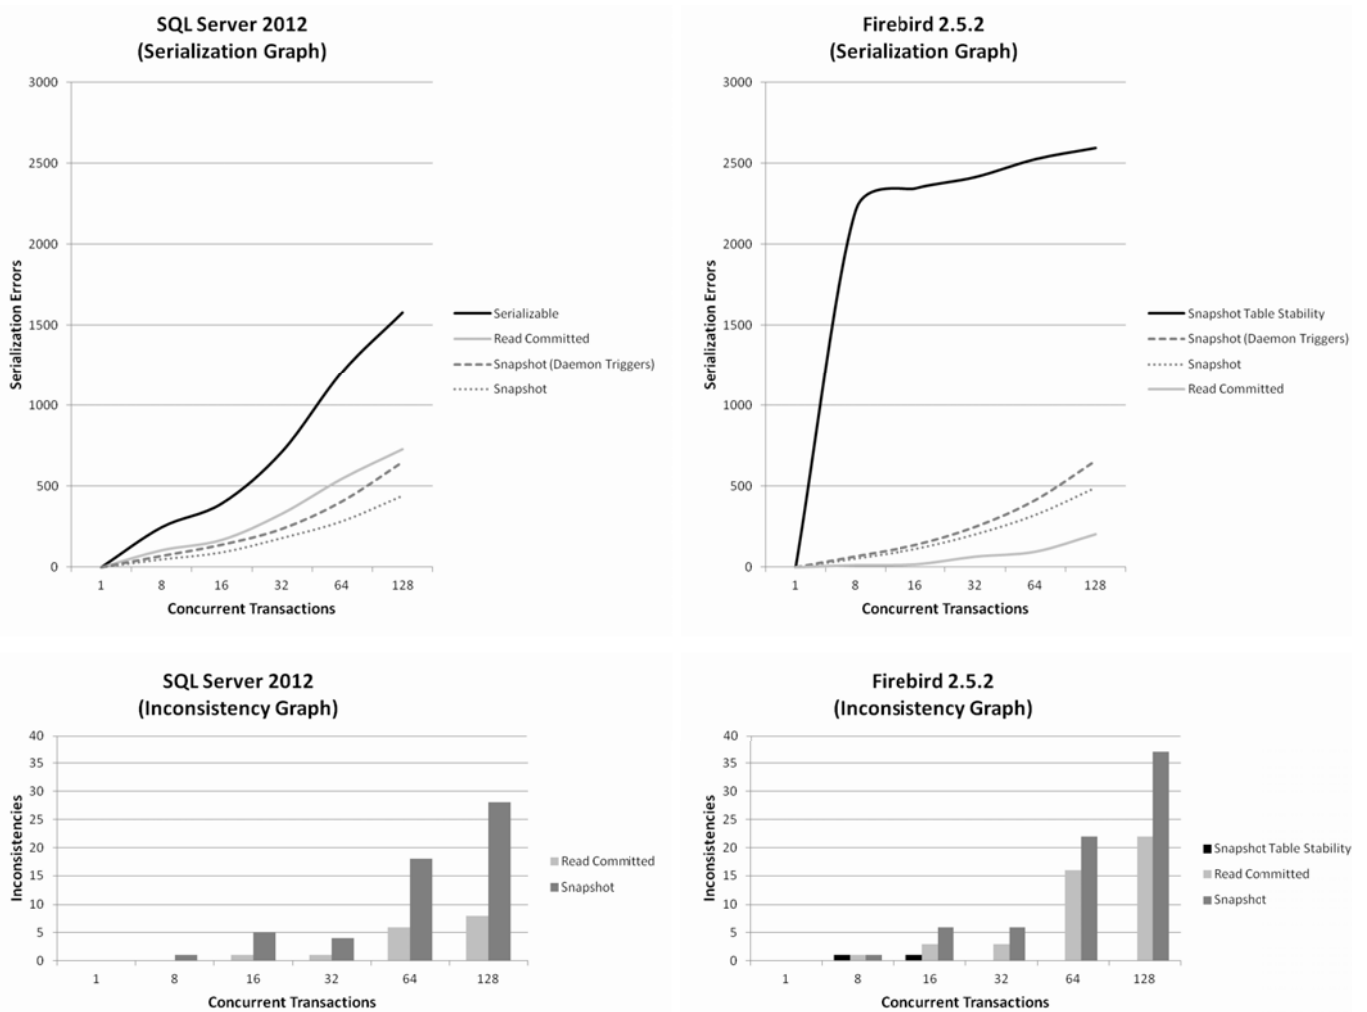 SQL Server 2012
(Serialization Graph)
3000
2500
2000
1500
1000
500
0
Serialization Errors
1 8 16 32 64 128
Concurrent Transactions
Serializable
Read Committed
Snapshot (Daemon Triggers)
Snapshot
Firebird 2.5.2
(Serialization Graph)
3000
2500
2000
1500
1000
500
0
Serialization Errors
1 8 16 32 64 128
Concurrent Transactions
Snapshot Table Stability
Snapshot (Daemon Triggers)
Snapshot
Read Committed
SQL Server 2012
(Inconsistency Graph)
40
35
30
25
20
15
10
5
0
Inconsistencies
1 8 16 32 64 128
Concurrent Transactions
Read Committed
Snapshot
Firebird 2.5.2
(Inconsistency Graph)
40
35
30
25
20
15
10
5
0
Inconsistencies
1 8 16 32 64 128
Concurrent Transactions
Snapshot Table Stability
Read Committed
Snapshot